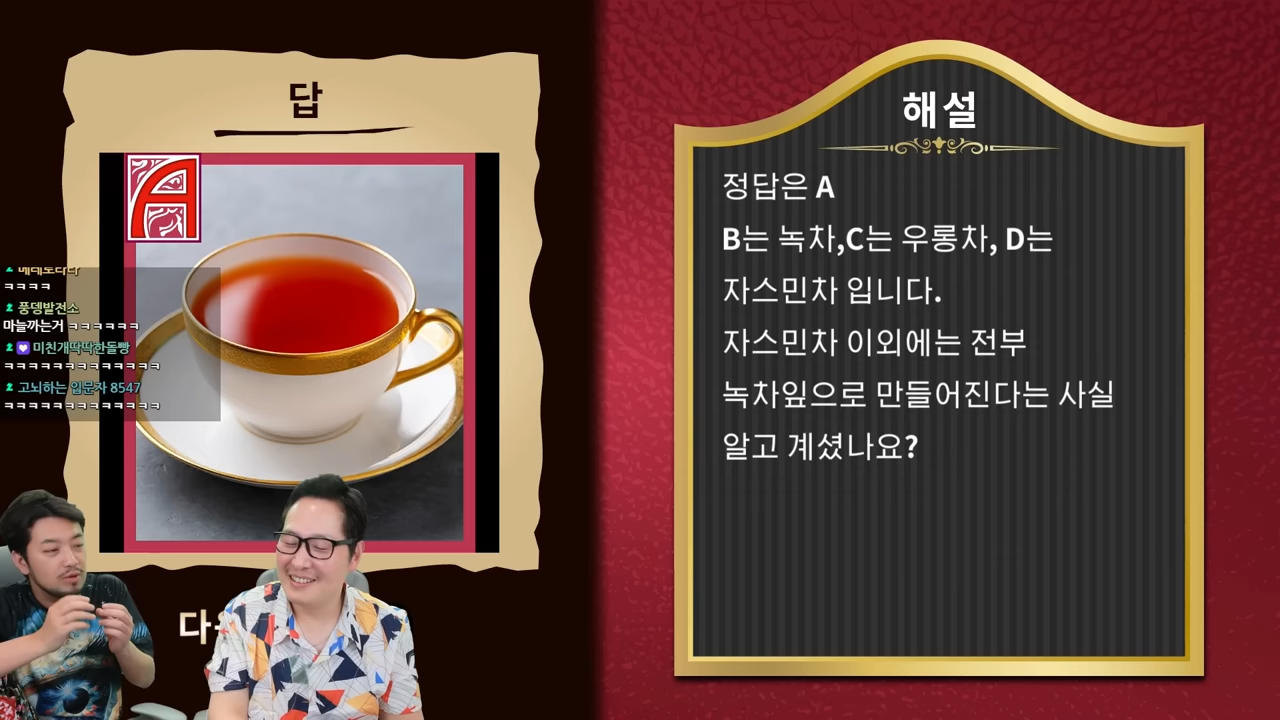 답
A
ㅋㅋㅋㅋ
풍뎅발전소
마늘까는거 ㅋㅋㅋㅋㅋㅋ
미친개딱딱한돌빵
ㅋㅋㅋㅋㅋㅋㅋㅋㅋㅋㅋㅋㅋ
고뇌하는 입문자 8547
ㅋㅋㅋㅋㅋㅋㅋㅋㅋㅋㅋㅋㅋ
해설
정답은 A
B는 녹차,C는 우롱차, D는
자스민차 입니다.
자스민차 이외에는 전부
녹차잎으로 만들어진다는 사실
알고 계셨나요?